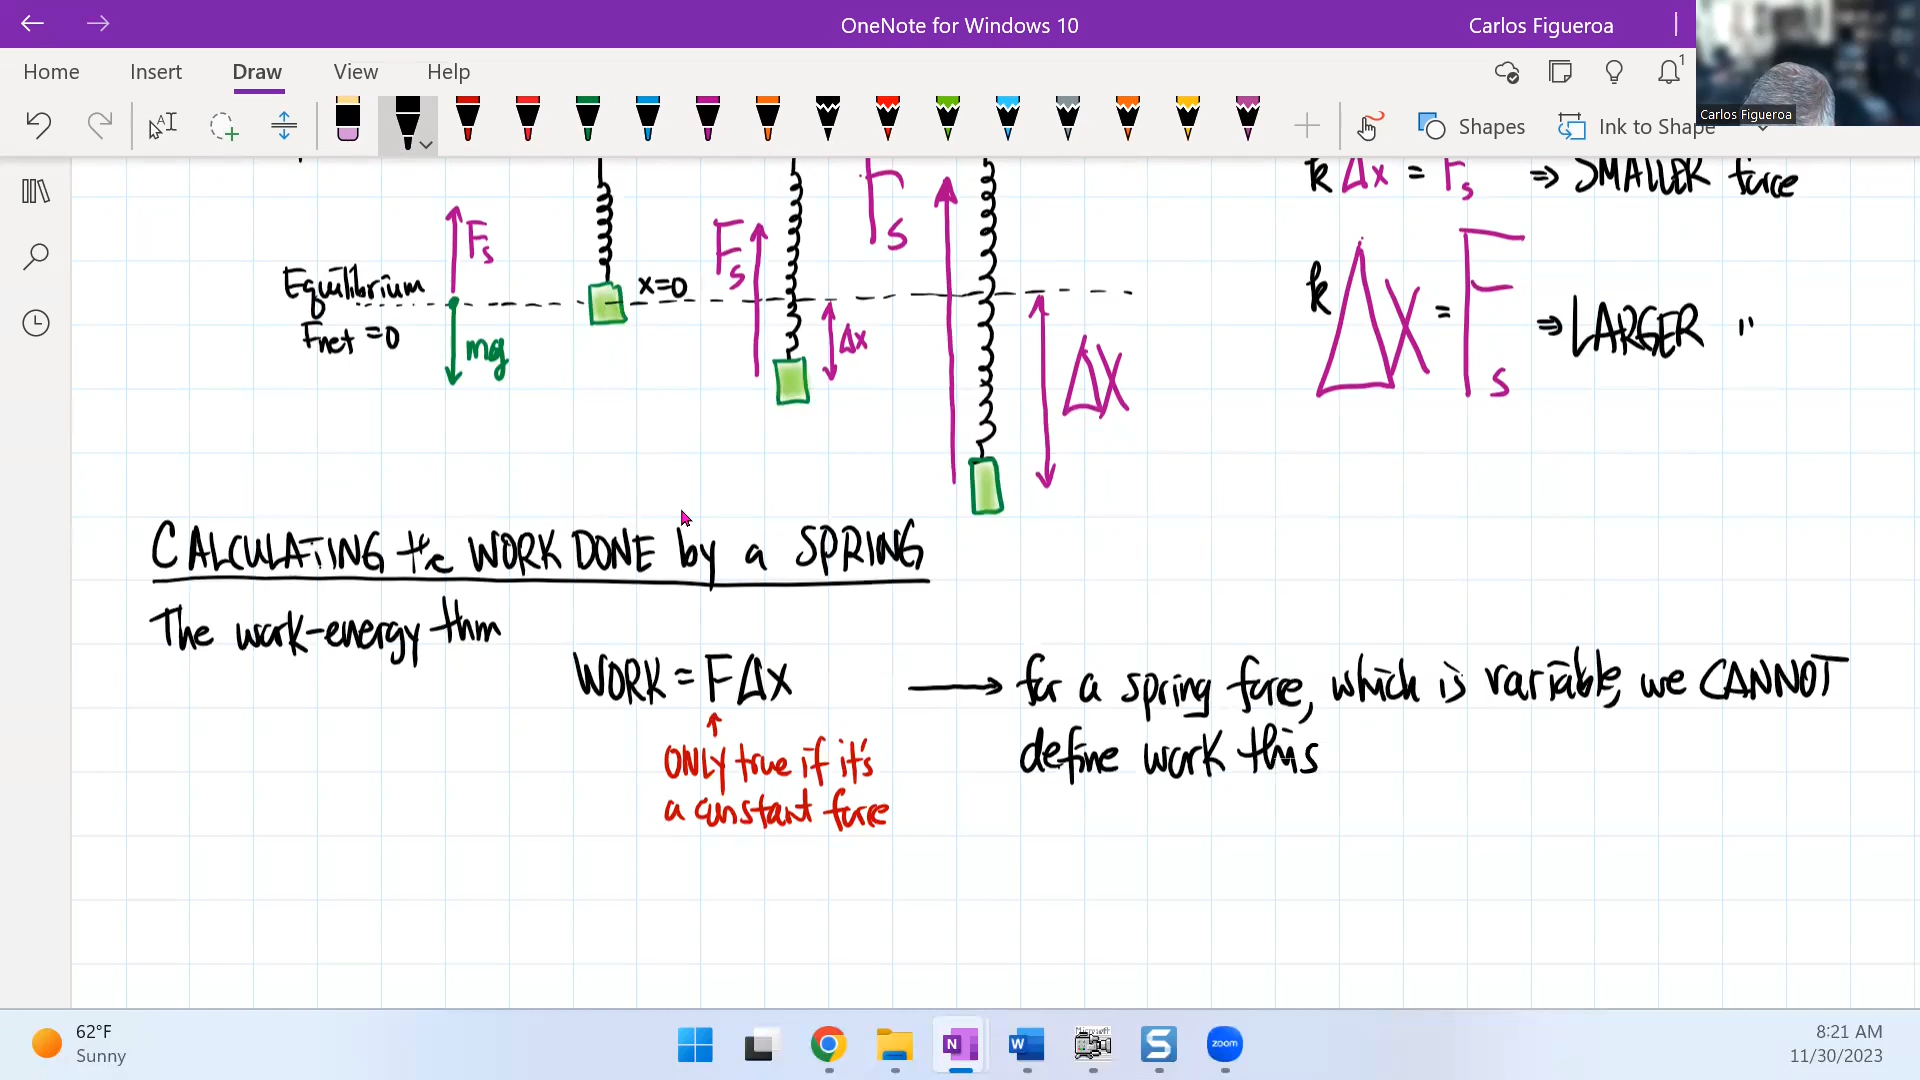 OneNote for Windows 10
Carlos Figueroa
Home
Insert
Draw
View
Help
1
Carlos Figueroa
Shapes
Ink to Shape
k Δx = Fs ⇒ SMALLER force
Fs
Fs
Fs
Equilibrium
x=0
Fnet = 0
mg
Δx
ΔX
k ΔX = Fs ⇒ LARGER "
CALCULATING the WORK DONE by a SPRING
The work-energy thm
WORK = FΔX → for a spring force, which is variable, we CANNOT
define work this
ONLY true if it's
a constant force
62°F
Sunny
zoom
8:21 AM
11/30/2023